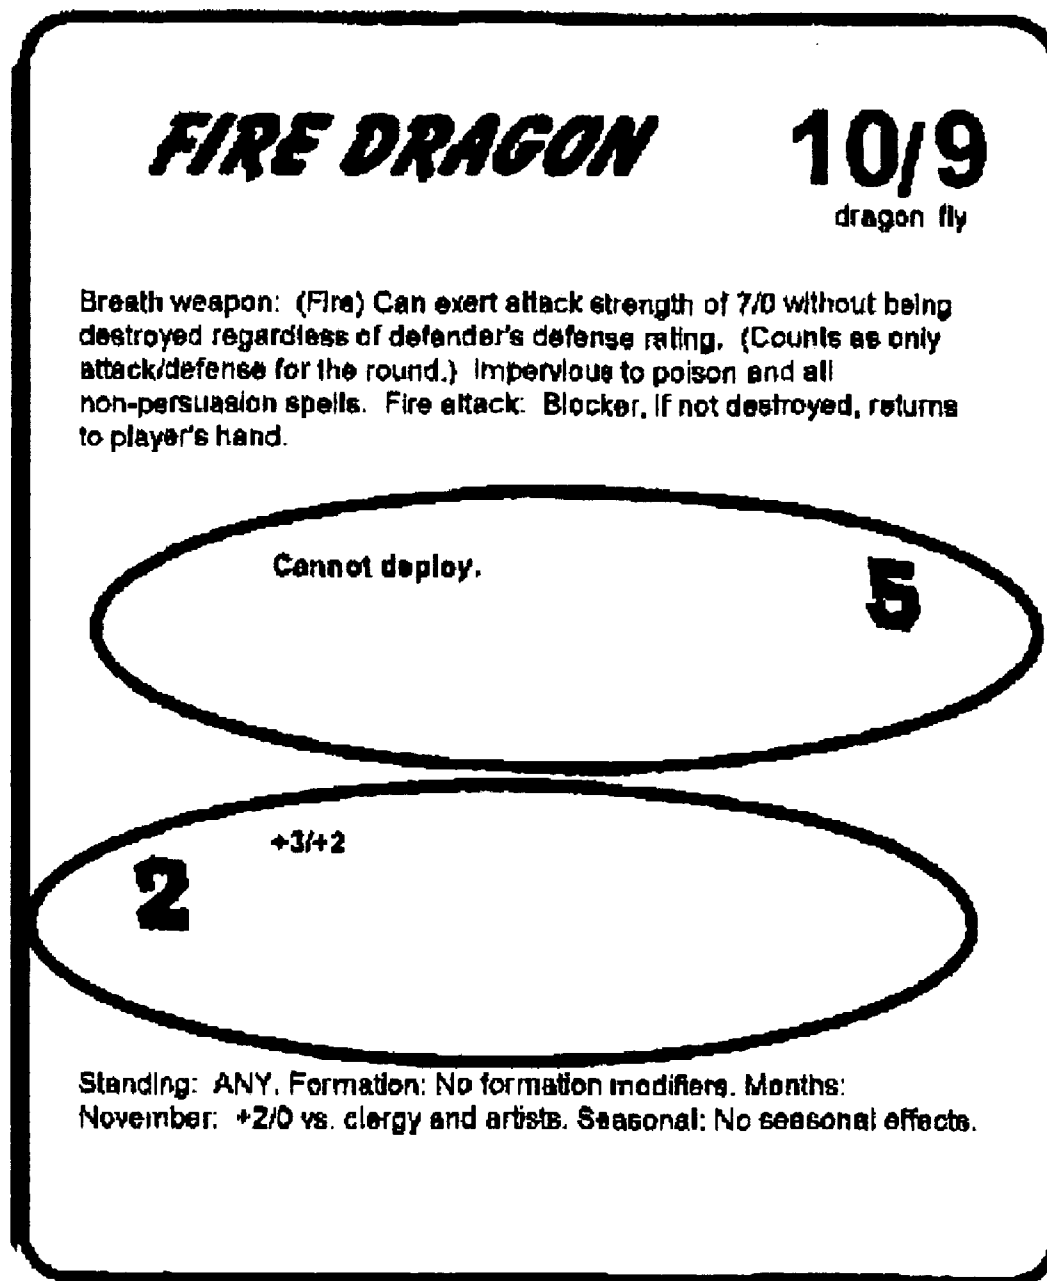 FIRE DRAGON 10/9
dragon fly
Breath weapon: (Fire) Can exert attack strength of 7/0 without being
destroyed regardless of defender's defense rating. (Counts as only
attack/defense for the round.) Impervious to poison and all
non-persuasion spells. Fire attack: Blocker, if not destroyed, returns
to player's hand.
Cannot deploy.
5
+3/+2
2
Standing: ANY. Formation: No formation modifiers. Months:
November: +2/0 vs. clergy and artists. Seasonal: No seasonal effects.